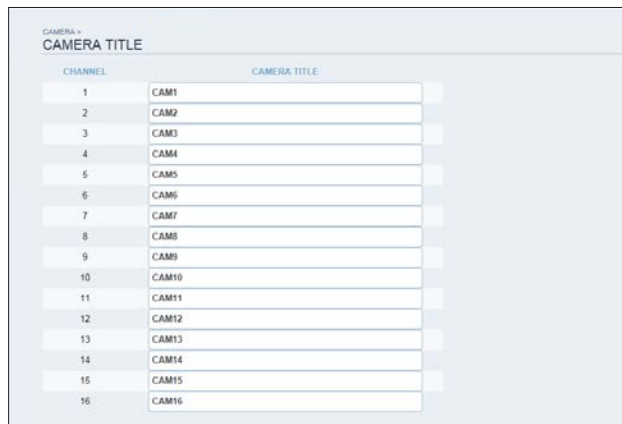 CAMERA >
CAMERA TITLE
CHANNEL CAMERA TITLE
1 CAM1
2 CAM2
3 CAM3
4 CAM4
5 CAM5
6 CAM6
7 CAM7
8 CAM8
9 CAM9
10 CAM10
11 CAM11
12 CAM12
13 CAM13
14 CAM14
15 CAM15
16 CAM16